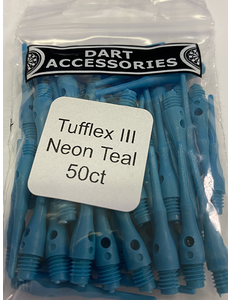 DART
ACCESSORIES
Tufflex III
Neon Teal
50ct